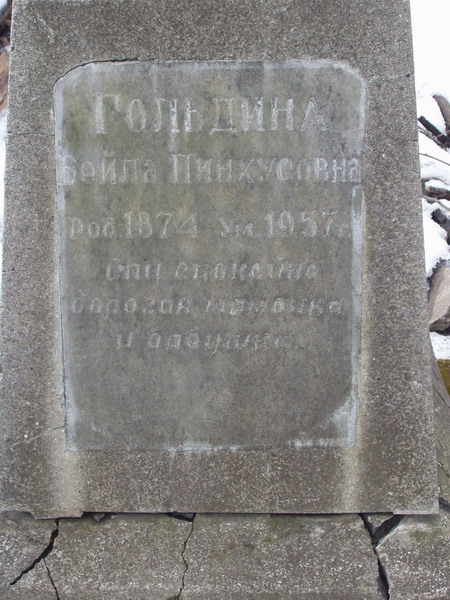 Гольдина
Бейла Пинхусовна
Род. 1874 Ум. 1957 г.
Спи спокойно
дорогая мамочка
и бабушка.